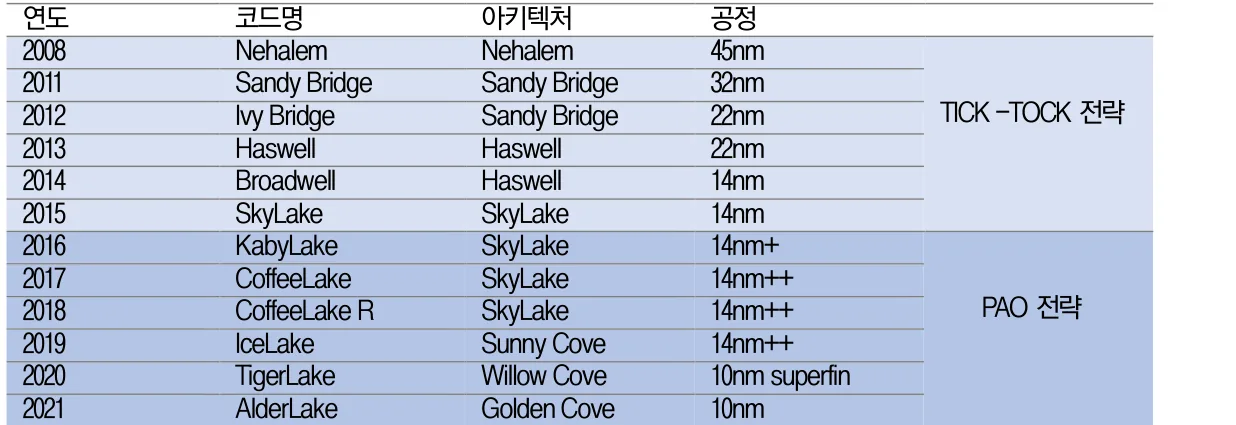 연도 코드명 아키텍처 공정
2008 Nehalem Nehalem 45nm
2011 Sandy Bridge Sandy Bridge 32nm
2012 Ivy Bridge Sandy Bridge 22nm
TICK –TOCK 전략
2013 Haswell Haswell 22nm
2014 Broadwell Haswell 14nm
2015 SkyLake SkyLake 14nm
2016 KabyLake SkyLake 14nm+
2017 CoffeeLake SkyLake 14nm++
2018 CoffeeLake R SkyLake 14nm++
PAO 전략
2019 IceLake Sunny Cove 14nm++
2020 TigerLake Willow Cove 10nm superfin
2021 AlderLake Golden Cove 10nm